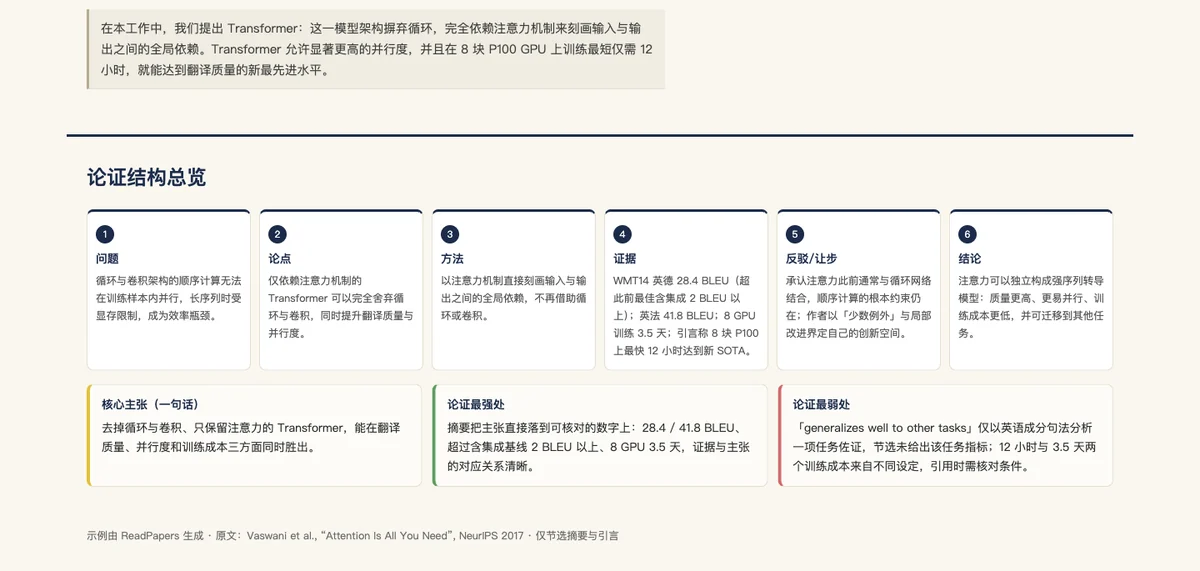 在本工作中，我们提出 Transformer：这一模型架构摒弃循环，完全依赖注意力机制来刻画输入与输
出之间的全局依赖。Transformer 允许显著更高的并行度，并且在 8 块 P100 GPU 上训练最短仅需 12
小时，就能达到翻译质量的新最先进水平。
论证结构总览
1
问题
循环与卷积架构的顺序计算无法
在训练样本内并行，长序列时受
显存限制，成为效率瓶颈。
2
论点
仅依赖注意力机制的
Transformer 可以完全舍弃循
环与卷积，同时提升翻译质量与
并行度。
3
方法
以注意力机制直接刻画输入与输
出之间的全局依赖，不再借助循
环或卷积。
4
证据
WMT14 英德 28.4 BLEU（超
此前最佳含集成 2 BLEU 以
上）；英法 41.8 BLEU；8 GPU
训练 3.5 天；引言称 8 块 P100
上最快 12 小时达到新 SOTA。
5
反驳/让步
承认注意力此前通常与循环网络
结合，顺序计算的根本约束仍
在；作者以「少数例外」与局部
改进界定自己的创新空间。
6
结论
注意力可以独立构成强序列转导
模型：质量更高、更易并行、训
练成本更低，并可迁移到其他任
务。
核心主张（一句话）
去掉循环与卷积、只保留注意力的 Transformer，能在翻译
质量、并行度和训练成本三方面同时胜出。
论证最强处
摘要把主张直接落到可核对的数字上：28.4 / 41.8 BLEU、
超过含集成基线 2 BLEU 以上、8 GPU 3.5 天，证据与主张
的对应关系清晰。
论证最弱处
「generalizes well to other tasks」仅以英语成分句法分析
一项任务佐证，节选未给出该任务指标；12 小时与 3.5 天两
个训练成本来自不同设定，引用时需核对条件。
示例由 ReadPapers 生成 · 原文：Vaswani et al., “Attention Is All You Need”, NeurIPS 2017 · 仅节选摘要与引言